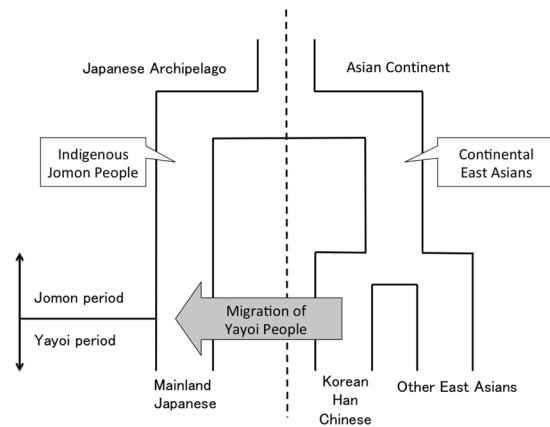 Japanese Archipelago
Asian Continent
Indigenous
Jomon People
Continental
East Asians
Jomon period
Yayoi period
Migration of
Yayoi People
Mainland
Japanese
Korean
Han
Chinese
Other East Asians